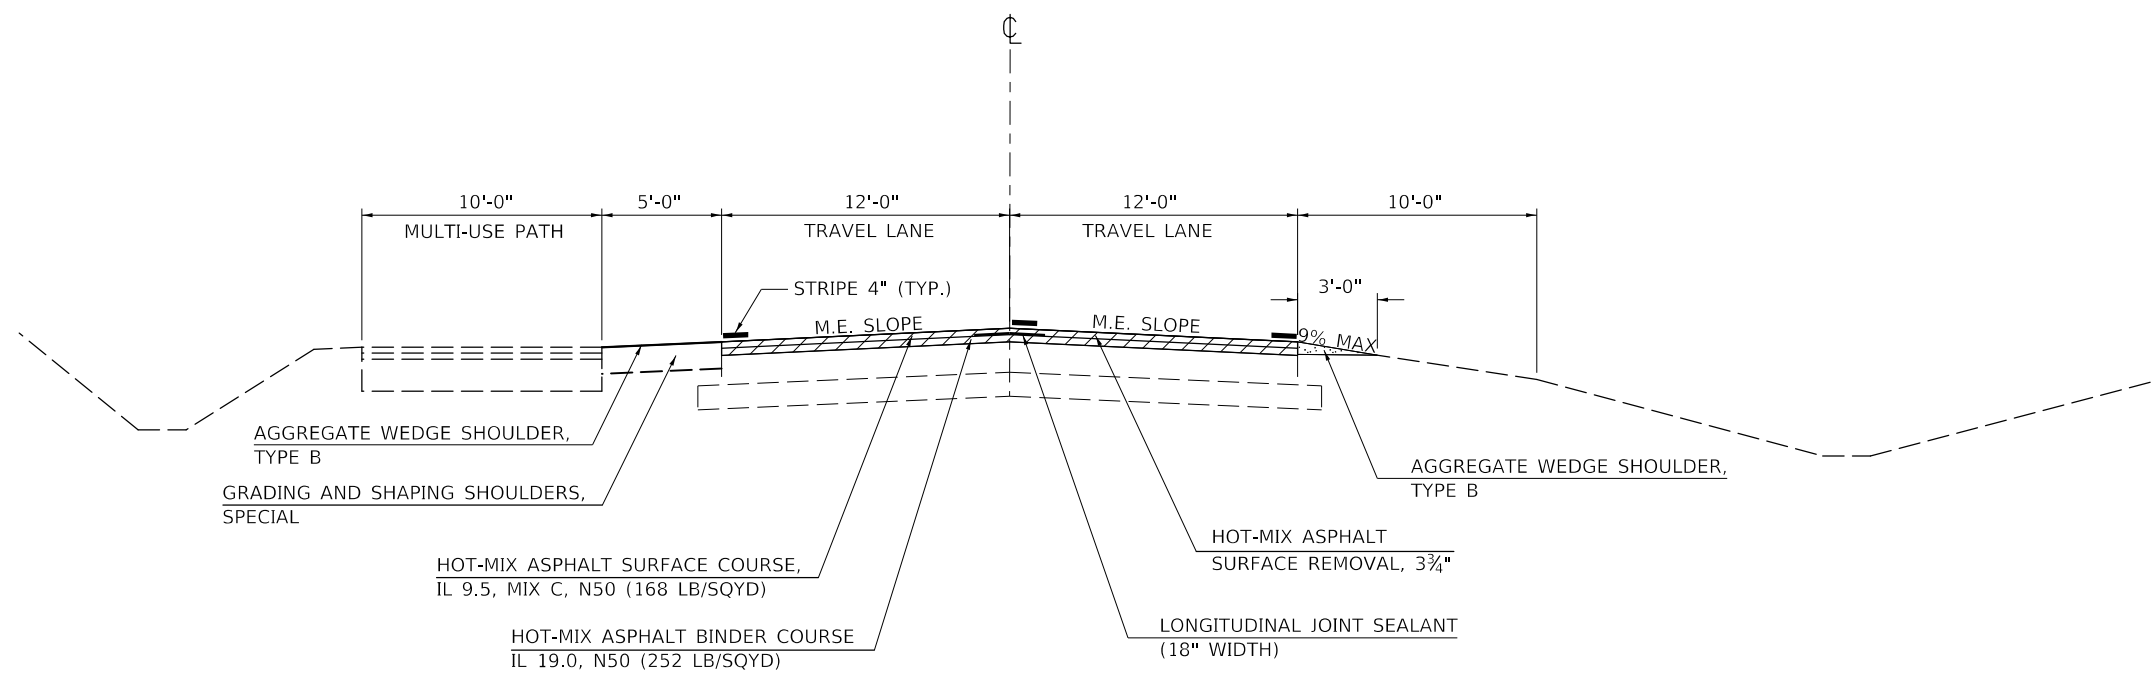 ℄
10'-0" 5'-0" 12'-0" 12'-0" 10'-0"
MULTI-USE PATH TRAVEL LANE TRAVEL LANE
3'-0"
STRIPE 4" (TYP.)
M.E. SLOPE M.E. SLOPE
9% MAX
AGGREGATE WEDGE SHOULDER,
TYPE B
AGGREGATE WEDGE SHOULDER,
TYPE B
GRADING AND SHAPING SHOULDERS,
SPECIAL
HOT-MIX ASPHALT
SURFACE REMOVAL, 3¾"
HOT-MIX ASPHALT SURFACE COURSE,
IL 9.5, MIX C, N50 (168 LB/SQYD)
LONGITUDINAL JOINT SEALANT
(18" WIDTH)
HOT-MIX ASPHALT BINDER COURSE
IL 19.0, N50 (252 LB/SQYD)